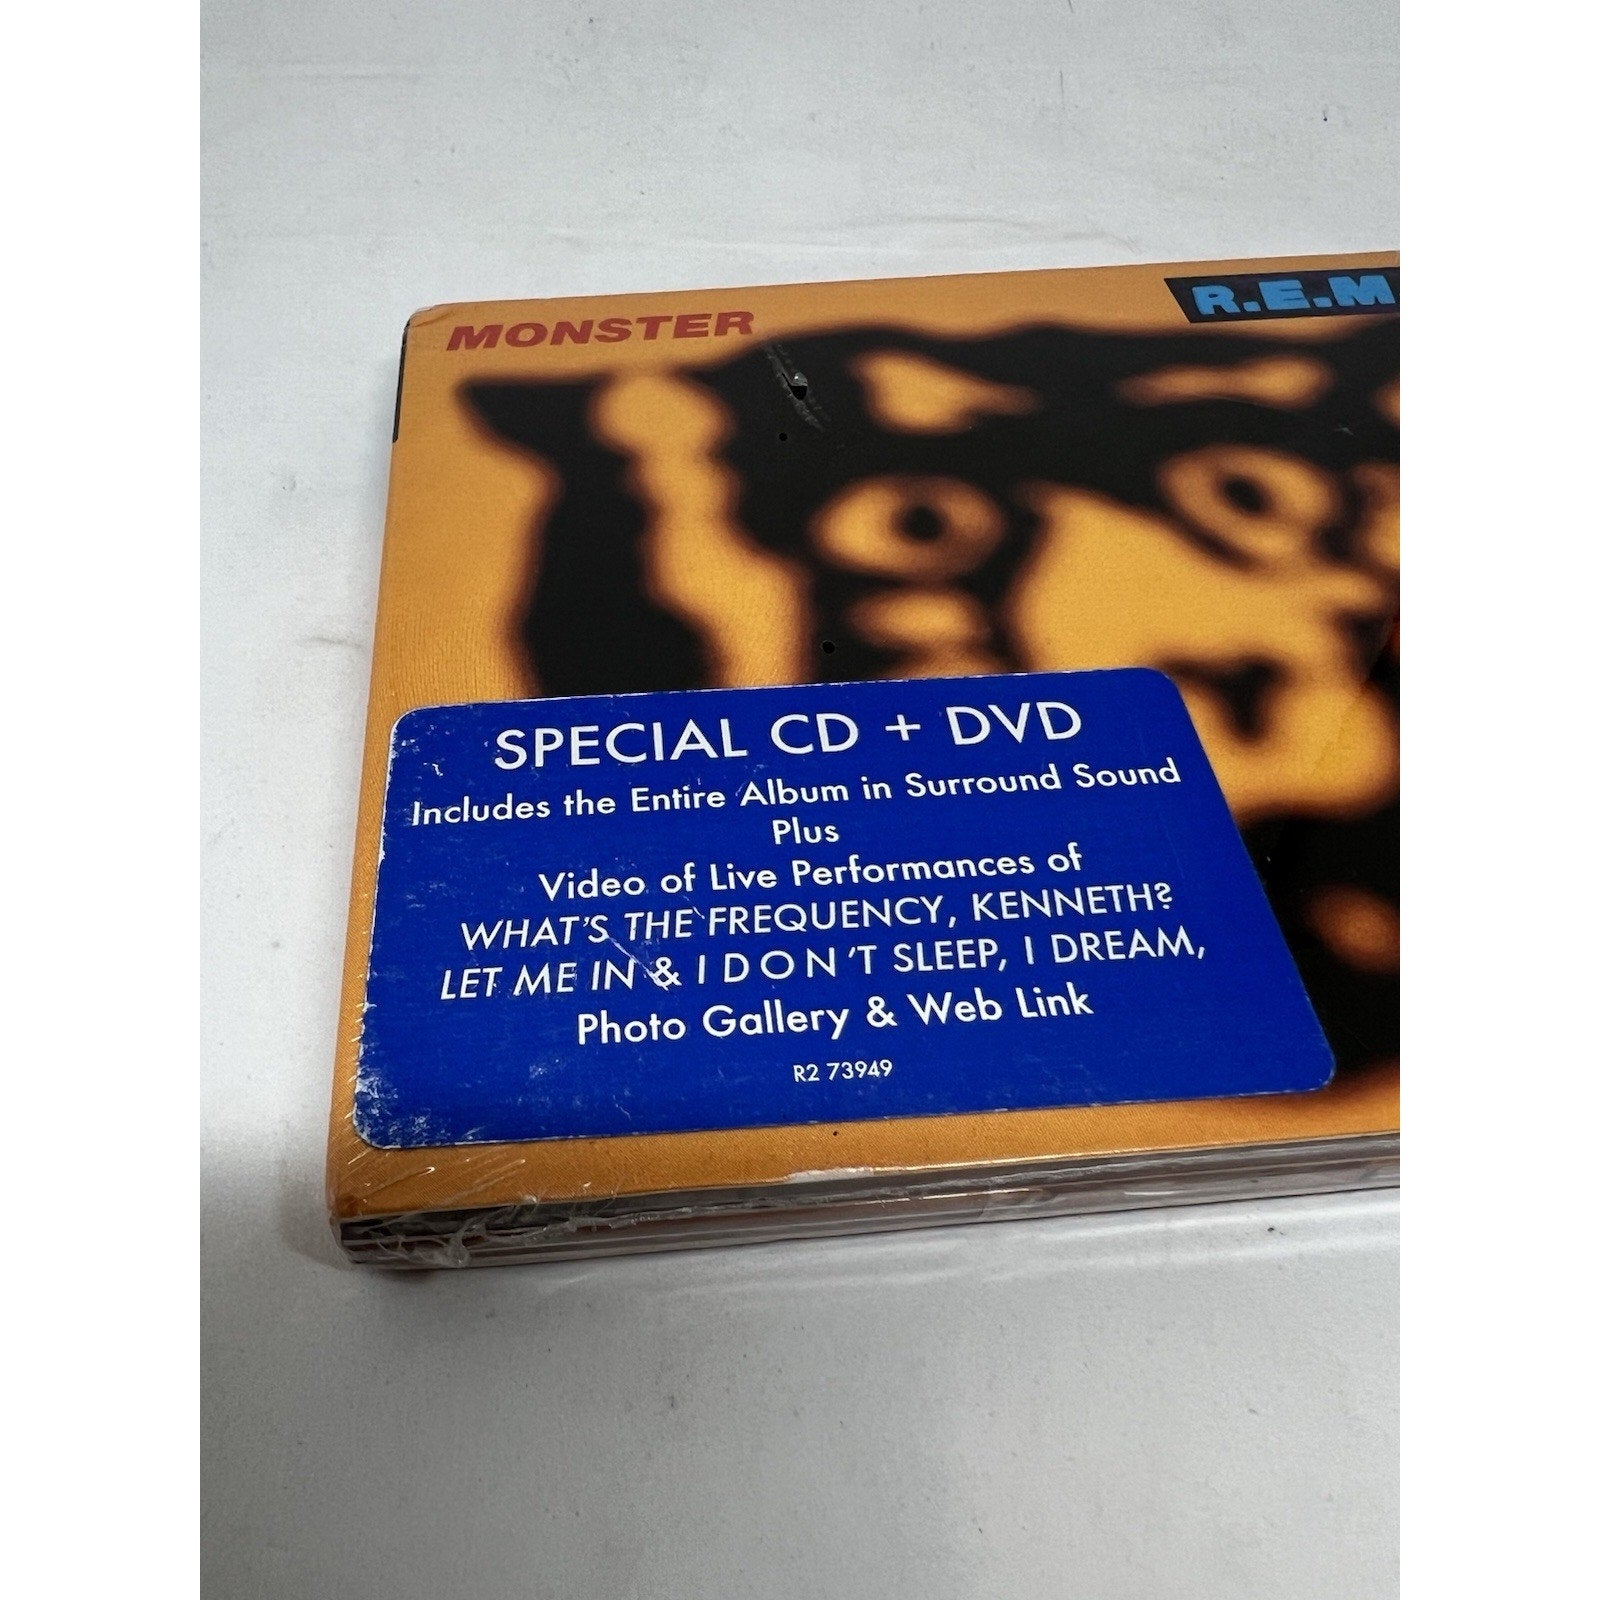 MONSTER
R.E.M
SPECIAL CD + DVD
Includes the Entire Album in Surround Sound
Plus
Video of Live Performances of
WHAT'S THE FREQUENCY, KENNETH?
LET ME IN & I DON'T SLEEP, I DREAM,
Photo Gallery & Web Link
R2 73949